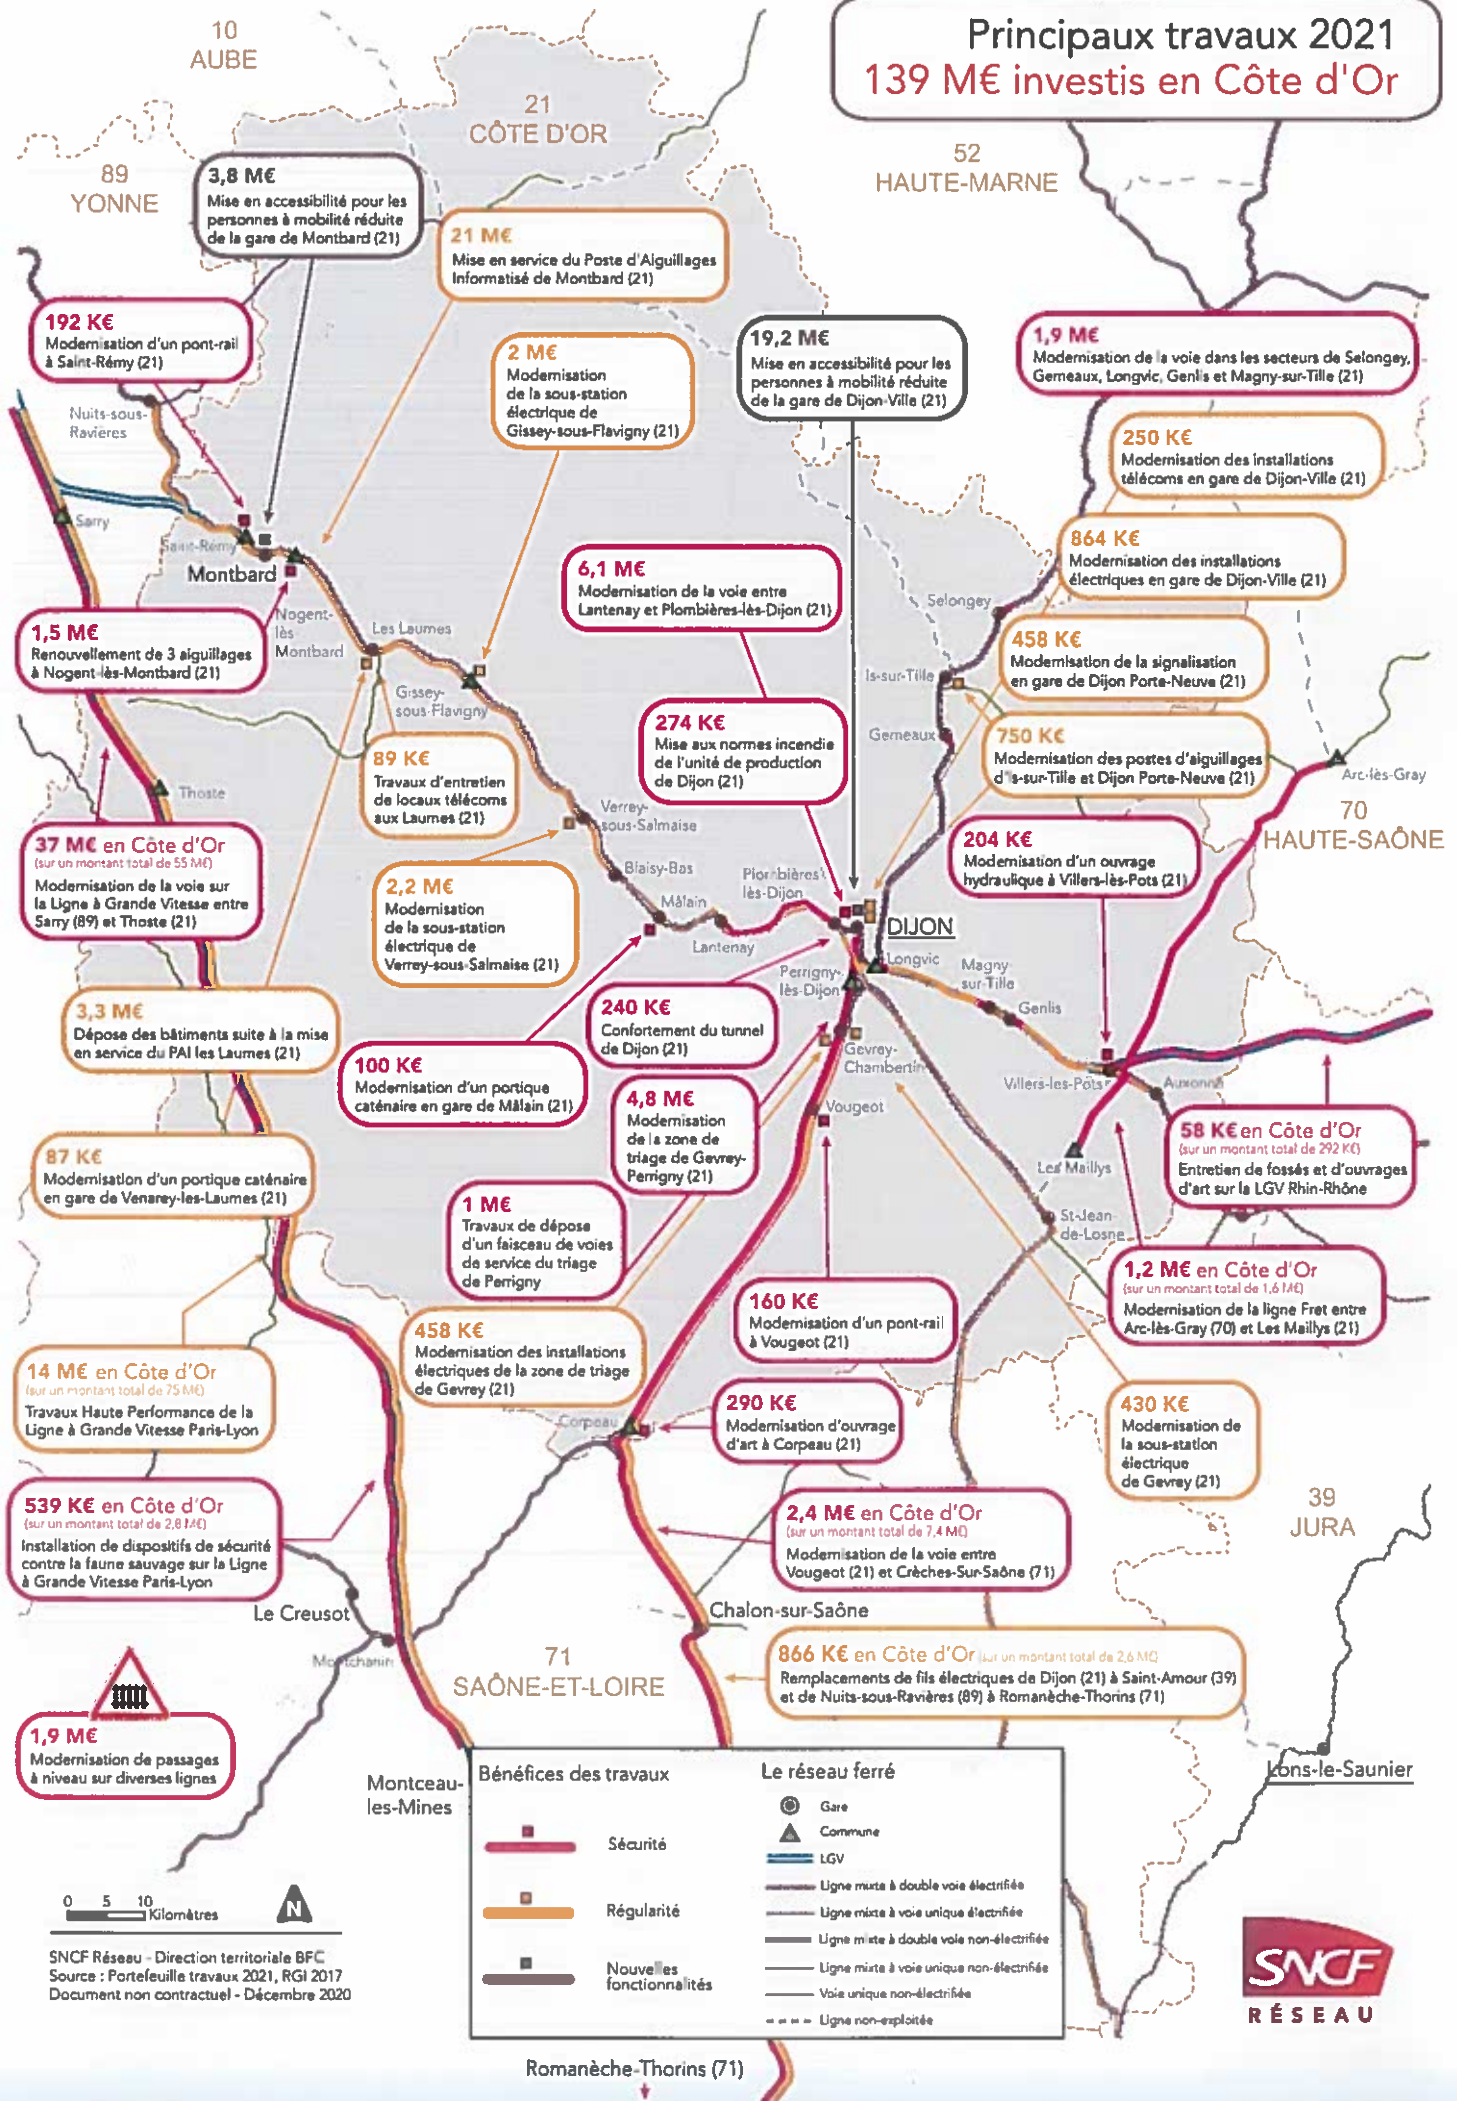 Principaux travaux 2021
139 M€ investis en Côte d'Or
10
AUBE
21
CÔTE D'OR
52
HAUTE-MARNE
89
YONNE
3,8 M€
Mise en accessibilité pour les
personnes à mobilité réduite
de la gare de Montbard (21)
21 M€
Mise en service du Poste d'Aiguillages
Informatisé de Montbard (21)
192 K€
Modernisation d'un pont-rail
à Saint-Rémy (21)
2 M€
Modernisation
de la sous-station
électrique de
Gissey-sous-Flavigny (21)
19,2 M€
Mise en accessibilité pour les
personnes à mobilité réduite
de la gare de Dijon-Ville (21)
1,9 M€
Modernisation de la voie dans les secteurs de Selongey,
Gemeaux, Longvic, Genlis et Magny-sur-Tille (21)
Nuits-sous-
Ravières
250 K€
Modernisation des installations
télécoms en gare de Dijon-Ville (21)
Sarry
Saint-Rémy
Montbard
864 K€
Modernisation des installations
électriques en gare de Dijon-Ville (21)
6,1 M€
Modernisation de la voie entre
Lantenay et Plombières-lès-Dijon (21)
Selongey
1,5 M€
Renouvellement de 3 aiguillages
à Nogent-lès-Montbard (21)
Nogent-
lès
Montbard
Les Laumes
458 K€
Modernisation de la signalisation
en gare de Dijon Porte-Neuve (21)
Is-sur-Tille
Gissey-
sous-Flavigny
274 K€
Mise aux normes incendie
de l'unité de production
de Dijon (21)
Gemeaux
750 K€
Modernisation des postes d'aiguillages
d'Is-sur-Tille et Dijon Porte-Neuve (21)
89 K€
Travaux d'entretien
de locaux télécoms
aux Laumes (21)
Arc-lès-Gray
70
HAUTE-SAÔNE
Thoste
Verrey-
sous-Salmaise
37 M€ en Côte d'Or
(sur un montant total de 55 M€)
Modernisation de la voie sur
la Ligne à Grande Vitesse entre
Sarry (89) et Thoste (21)
204 K€
Modernisation d'un ouvrage
hydraulique à Villers-lès-Pots (21)
Blaisy-Bas
Plombières
lès-Dijon
2,2 M€
Modernisation
de la sous-station
électrique de
Verrey-sous-Salmaise (21)
Mâlain
Lantenay
DIJON
Perrigny-
lès-Dijon
Longvic
Magny
sur-Tille
Genlis
3,3 M€
Dépose des bâtiments suite à la mise
en service du PAI les Laumes (21)
240 K€
Confortement du tunnel
de Dijon (21)
100 K€
Modernisation d'un portique
caténaire en gare de Mâlain (21)
Gevrey-
Chambertin
Villers-les-Pots
Auxonne
4,8 M€
Modernisation
de la zone de
triage de Gevrey-
Perrigny (21)
Vougeot
58 K€ en Côte d'Or
(sur un montant total de 292 K€)
Entretien de fossés et d'ouvrages
d'art sur la LGV Rhin-Rhône
87 K€
Modernisation d'un portique caténaire
en gare de Venarey-les-Laumes (21)
Les Maillys
1 M€
Travaux de dépose
d'un faisceau de voies
de service du triage
de Perrigny
St-Jean-
de-Losne
1,2 M€ en Côte d'Or
(sur un montant total de 1,6 M€)
Modernisation de la ligne Fret entre
Arc-lès-Gray (70) et Les Maillys (21)
160 K€
Modernisation d'un pont-rail
à Vougeot (21)
458 K€
Modernisation des installations
électriques de la zone de triage
de Gevrey (21)
14 M€ en Côte d'Or
(sur un montant total de 75 M€)
Travaux Haute Performance de la
Ligne à Grande Vitesse Paris-Lyon
Corpeau
290 K€
Modernisation d'ouvrage
d'art à Corpeau (21)
430 K€
Modernisation de
la sous-station
électrique
de Gevrey (21)
539 K€ en Côte d'Or
(sur un montant total de 2,8 M€)
Installation de dispositifs de sécurité
contre la faune sauvage sur la Ligne
à Grande Vitesse Paris-Lyon
2,4 M€ en Côte d'Or
(sur un montant total de 7,4 M€)
Modernisation de la voie entre
Vougeot (21) et Crèches-Sur-Saône (71)
39
JURA
Le Creusot
Chalon-sur-Saône
Montchanin
71
SAÔNE-ET-LOIRE
866 K€ en Côte d'Or (sur un montant total de 2,6 M€)
Remplacements de fils électriques de Dijon (21) à Saint-Amour (39)
et de Nuits-sous-Ravières (89) à Romanèche-Thorins (71)
1,9 M€
Modernisation de passages
à niveau sur diverses lignes
Montceau-
les-Mines
Lons-le-Saunier
Bénéfices des travaux
Sécurité
Régularité
Nouvelles
fonctionnalités
Le réseau ferré
Gare
Commune
LGV
Ligne mixte à double voie électrifiée
Ligne mixte à voie unique électrifiée
Ligne mixte à double voie non-électrifiée
Ligne mixte à voie unique non-électrifiée
Voie unique non-électrifiée
Ligne non-exploitée
0 5 10
Kilomètres
N
SNCF Réseau - Direction territoriale BFC
Source : Portefeuille travaux 2021, RGI 2017
Document non contractuel - Décembre 2020
SNCF
RÉSEAU
Romanèche-Thorins (71)